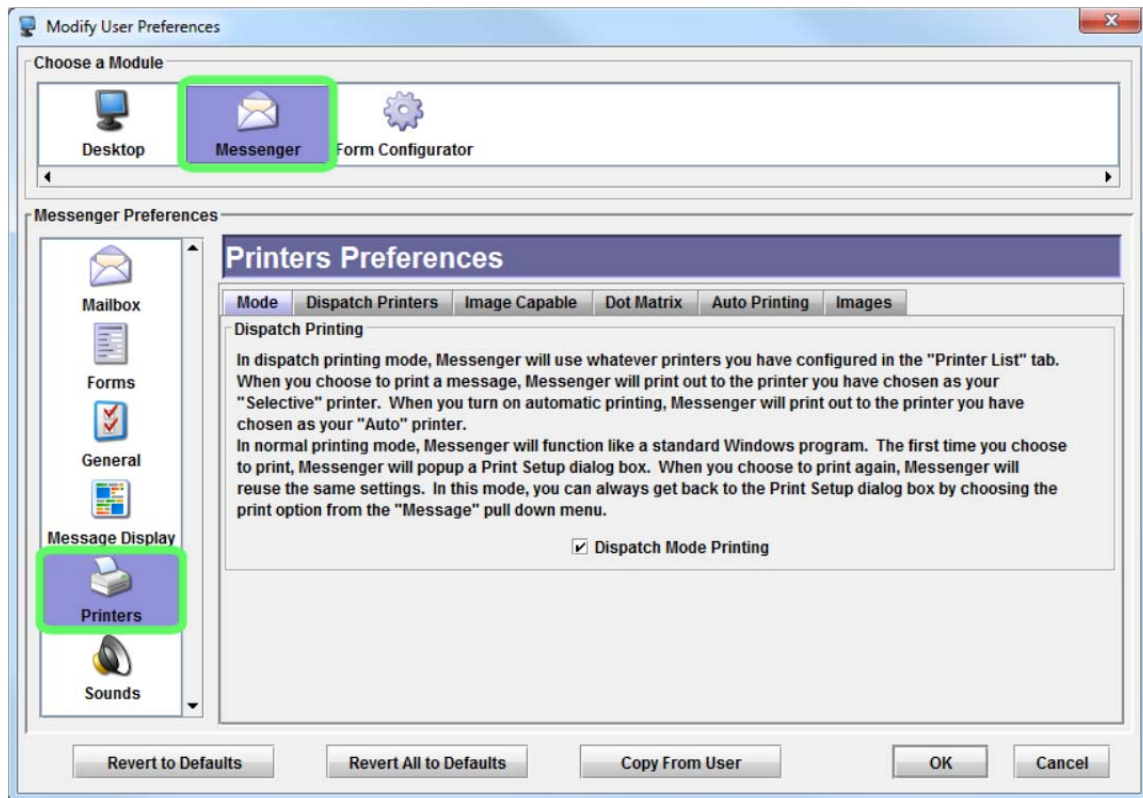 Modify User Preferences
Choose a Module
Desktop
Messenger
Form Configurator
Messenger Preferences
Mailbox
Forms
General
Message Display
Printers
Sounds
Printers Preferences
Mode
Dispatch Printers
Image Capable
Dot Matrix
Auto Printing
Images
Dispatch Printing
In dispatch printing mode, Messenger will use whatever printers you have configured in the "Printer List" tab.
When you choose to print a message, Messenger will print out to the printer you have chosen as your
"Selective" printer. When you turn on automatic printing, Messenger will print out to the printer you have
chosen as your "Auto" printer.
In normal printing mode, Messenger will function like a standard Windows program. The first time you choose
to print, Messenger will popup a Print Setup dialog box. When you choose to print again, Messenger will
reuse the same settings. In this mode, you can always get back to the Print Setup dialog box by choosing the
print option from the "Message" pull down menu.
Dispatch Mode Printing
Revert to Defaults
Revert All to Defaults
Copy From User
OK
Cancel